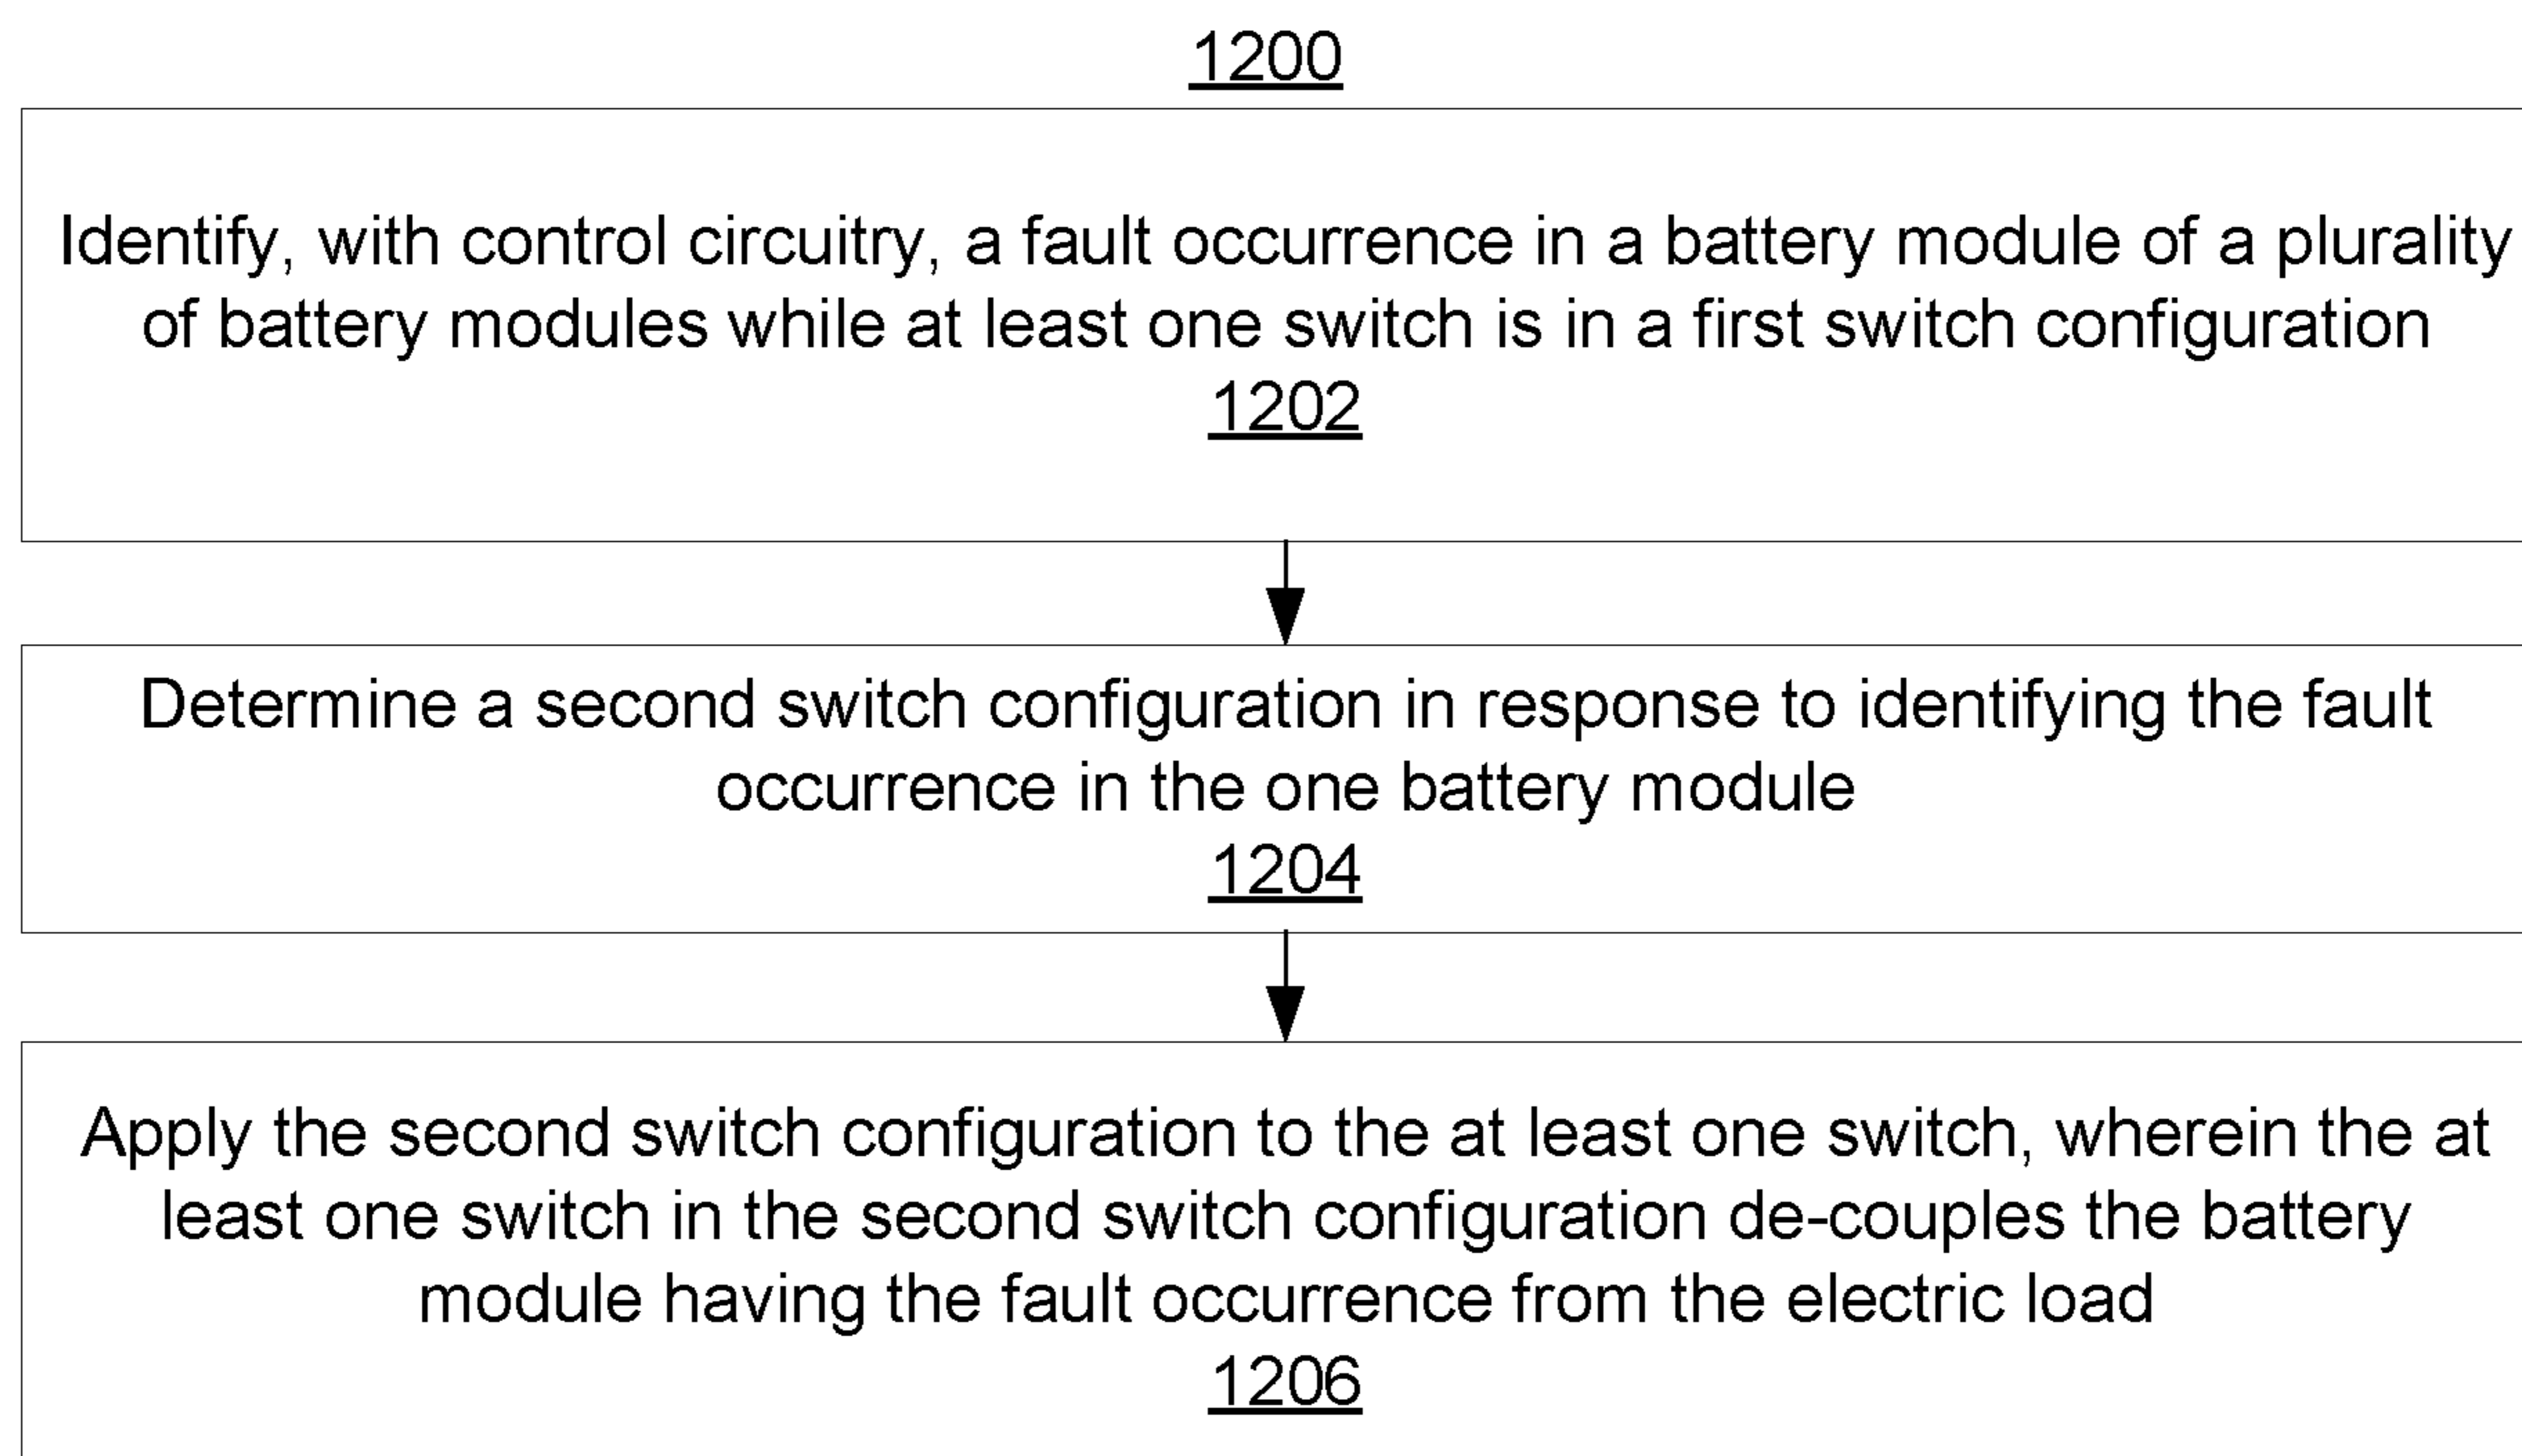 1200
Identify, with control circuitry, a fault occurrence in a battery module of a plurality
of battery modules while at least one switch is in a first switch configuration
1202
Determine a second switch configuration in response to identifying the fault
occurrence in the one battery module
1204
Apply the second switch configuration to the at least one switch, wherein the at
least one switch in the second switch configuration de-couples the battery
module having the fault occurrence from the electric load
1206